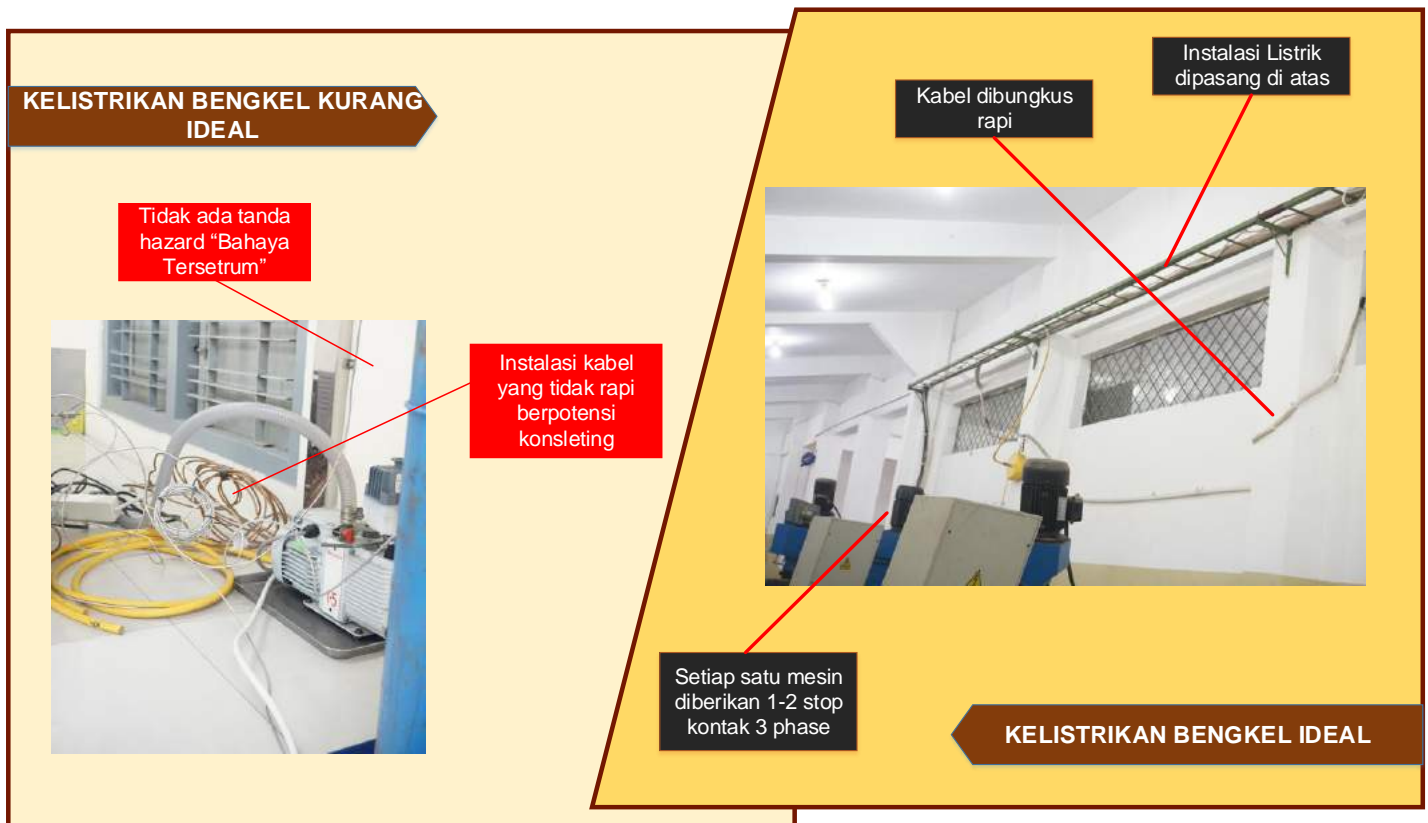 KELISTRIKAN BENGKEL KURANG
IDEAL
Tidak ada tanda
hazard “Bahaya
Tersetrum”
Instalasi kabel
yang tidak rapi
berpotensi
konsleting
Instalasi Listrik
dipasang di atas
Kabel dibungkus
rapi
Setiap satu mesin
diberikan 1-2 stop
kontak 3 phase
KELISTRIKAN BENGKEL IDEAL